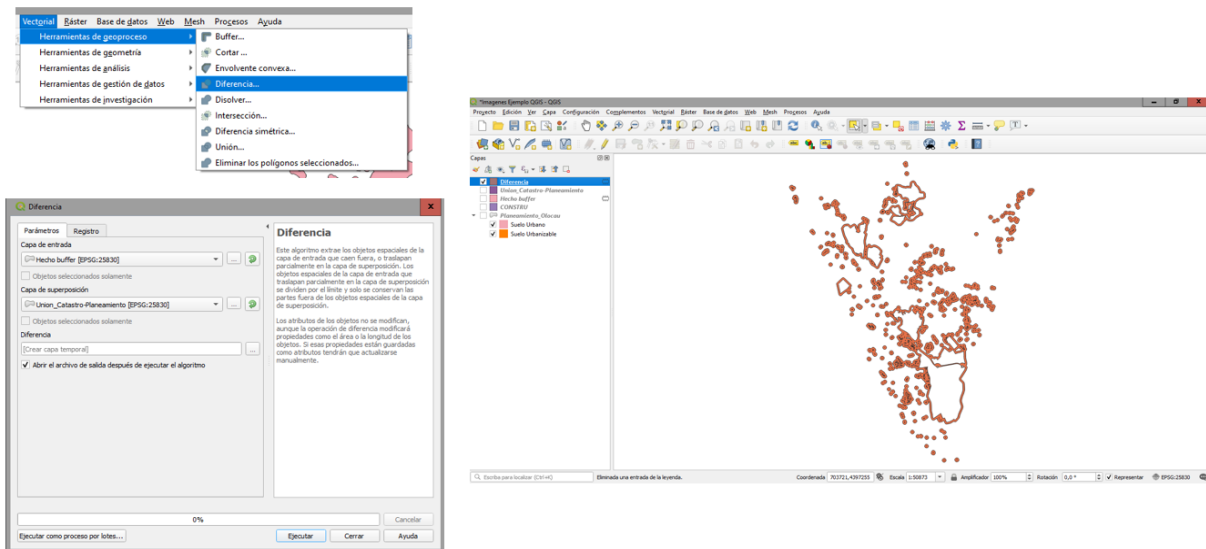 Vectorial Ráster Base de datos Web Mesh Procesos Ayuda
Herramientas de geoproceso
Herramientas de geometría
Herramientas de análisis
Herramientas de gestión de datos
Herramientas de investigación
Buffer...
Cortar ...
Envolvente convexa...
Diferencia...
Disolver...
Intersección...
Diferencia simétrica...
Unión...
Eliminar los polígonos seleccionados...
Diferencia
Parámetros Registro
Capa de entrada
Hecho buffer [EPSG:25830]
Objetos seleccionados solamente
Capa de superposición
Union_Catastro-Planeamiento [EPSG:25830]
Objetos seleccionados solamente
Diferencia
[Crear capa temporal]
Abrir el archivo de salida después de ejecutar el algoritmo
Diferencia
Este algoritmo extrae los objetos espaciales de la
capa de entrada que caen fuera, o traslapan
parcialmente en la capa de superposición. Los
objetos espaciales de la capa de entrada que
traslapan parcialmente en la capa de superposición
se dividen por el límite y solo se conservan las
partes fuera de los objetos espaciales de la capa
de superposición.
Los atributos de los objetos no se modifican,
aunque la operación de diferencia modificará
propiedades como el área o la longitud de los
objetos. Si esas propiedades están guardadas
como atributos tendrán que actualizarse
manualmente.
0%
Cancelar
Ejecutar como proceso por lotes...
Ejecutar Cerrar Ayuda
*Imagenes Ejemplo QGIS - QGIS
Proyecto Edición Ver Capa Configuración Complementos Vectorial Ráster Base de datos Web Mesh Procesos Ayuda
Capas
Diferencia
Union_Catastro-Planeamiento
Hecho buffer
CONSTRU
Planeamiento_Olocau
Suelo Urbano
Suelo Urbanizable
Escriba para localizar (Ctrl+K)
Eliminada una entrada de la leyenda.
Coordenada 703721,4397255 Escala 1:50873 Amplificador 100% Rotación 0,0 ° Representar EPSG:25830